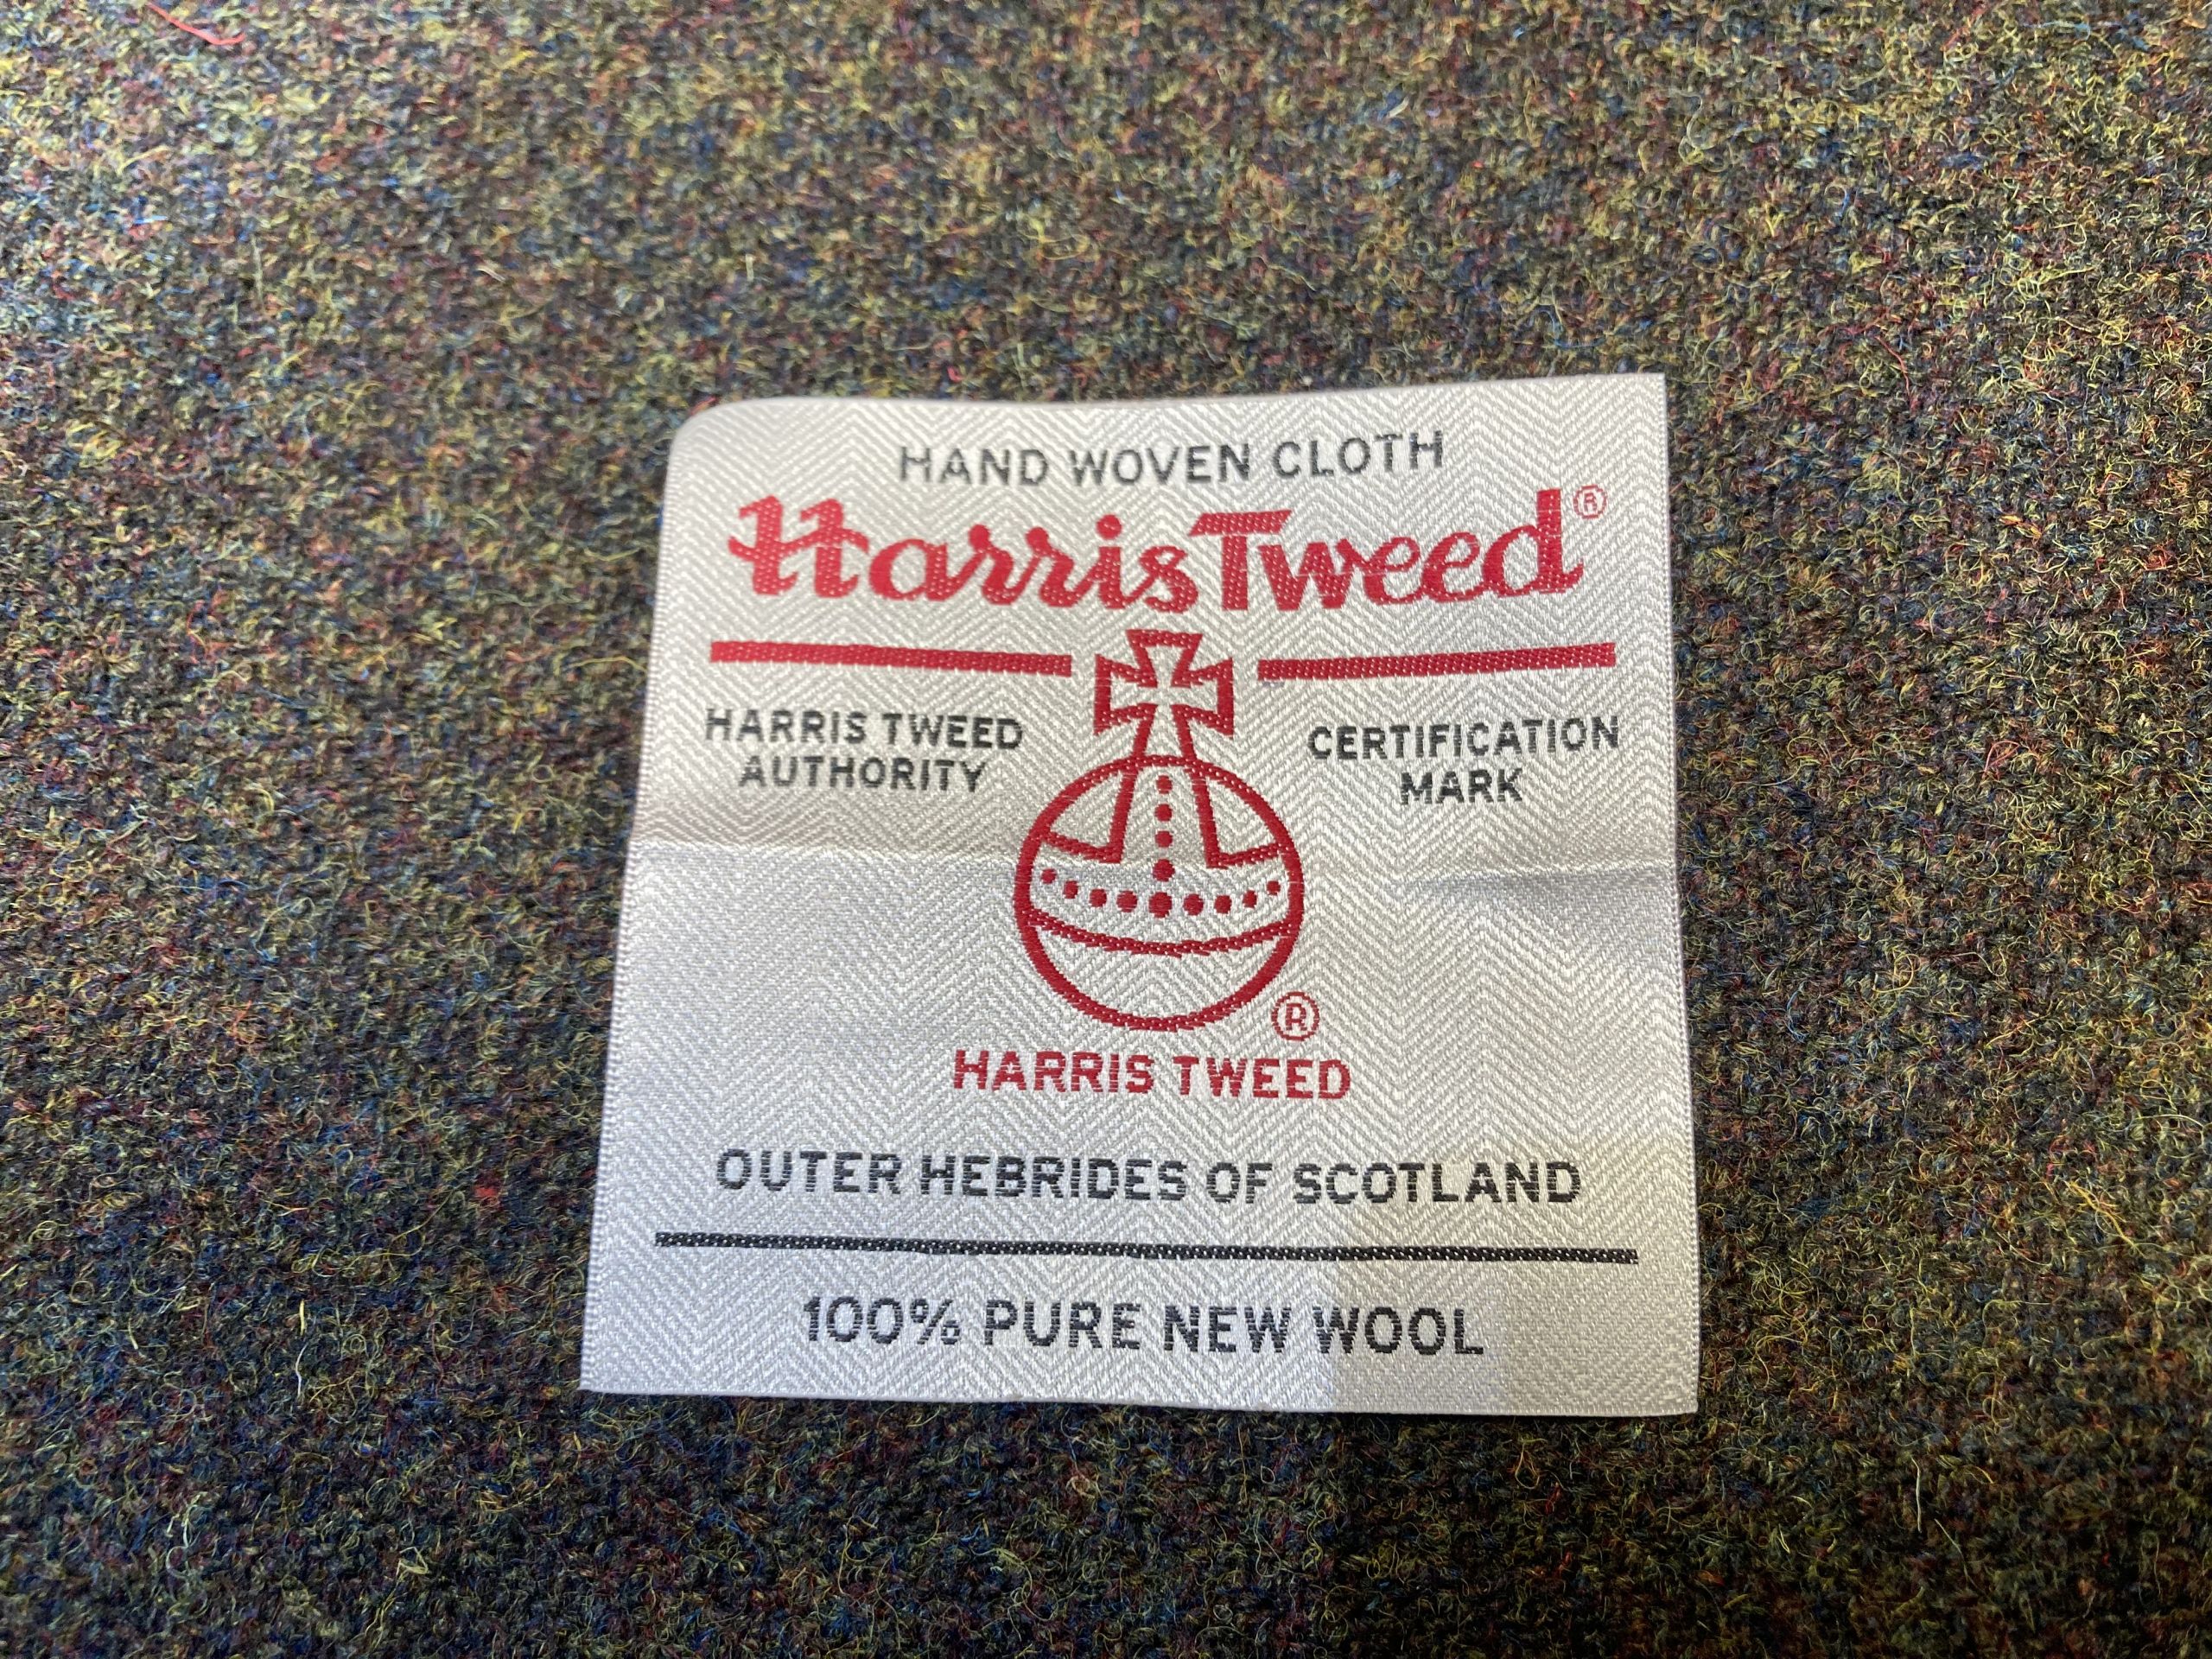 HAND WOVEN CLOTH
Harris Tweed®
HARRIS TWEED
AUTHORITY
CERTIFICATION
MARK
®
HARRIS TWEED
OUTER HEBRIDES OF SCOTLAND
100% PURE NEW WOOL